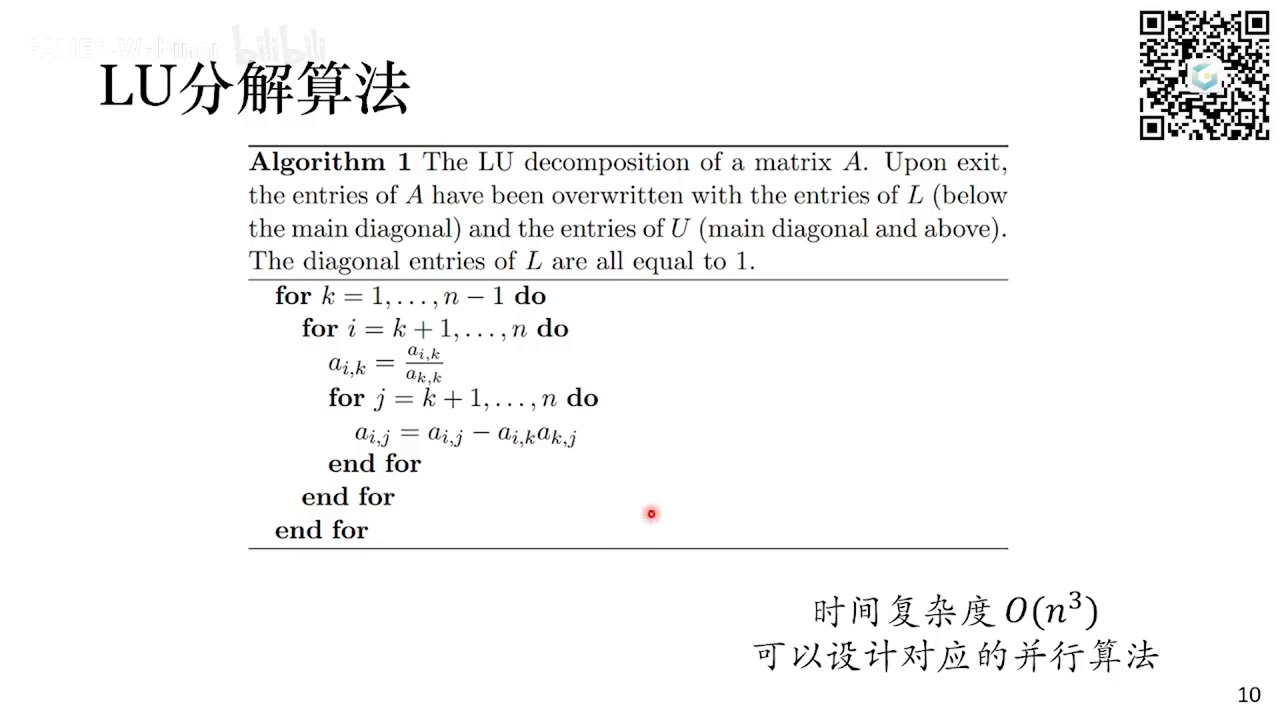 bilibili
LU分解算法
Algorithm 1 The LU decomposition of a matrix A. Upon exit,
the entries of A have been overwritten with the entries of L (below
the main diagonal) and the entries of U (main diagonal and above).
The diagonal entries of L are all equal to 1.
for k = 1, . . . , n − 1 do
for i = k + 1, . . . , n do
a_{i,k} = \frac{a_{i,k}}{a_{k,k}}
for j = k + 1, . . . , n do
a_{i,j} = a_{i,j} − a_{i,k}a_{k,j}
end for
end for
end for
时间复杂度 O(n³)
可以设计对应的并行算法
10